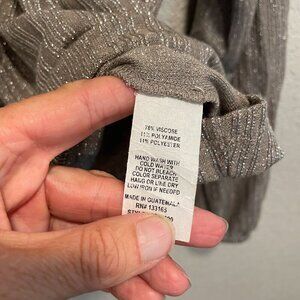 78% VISCOSE
11% POLYAMIDE
11% POLYESTER
HAND WASH WITH
COLD WATER
DO NOT BLEACH
COLOR SEPARATE
HANG OR LINE DRY
LOW IRON IF NEEDED
MADE IN GUATEMALA
RN# 133165